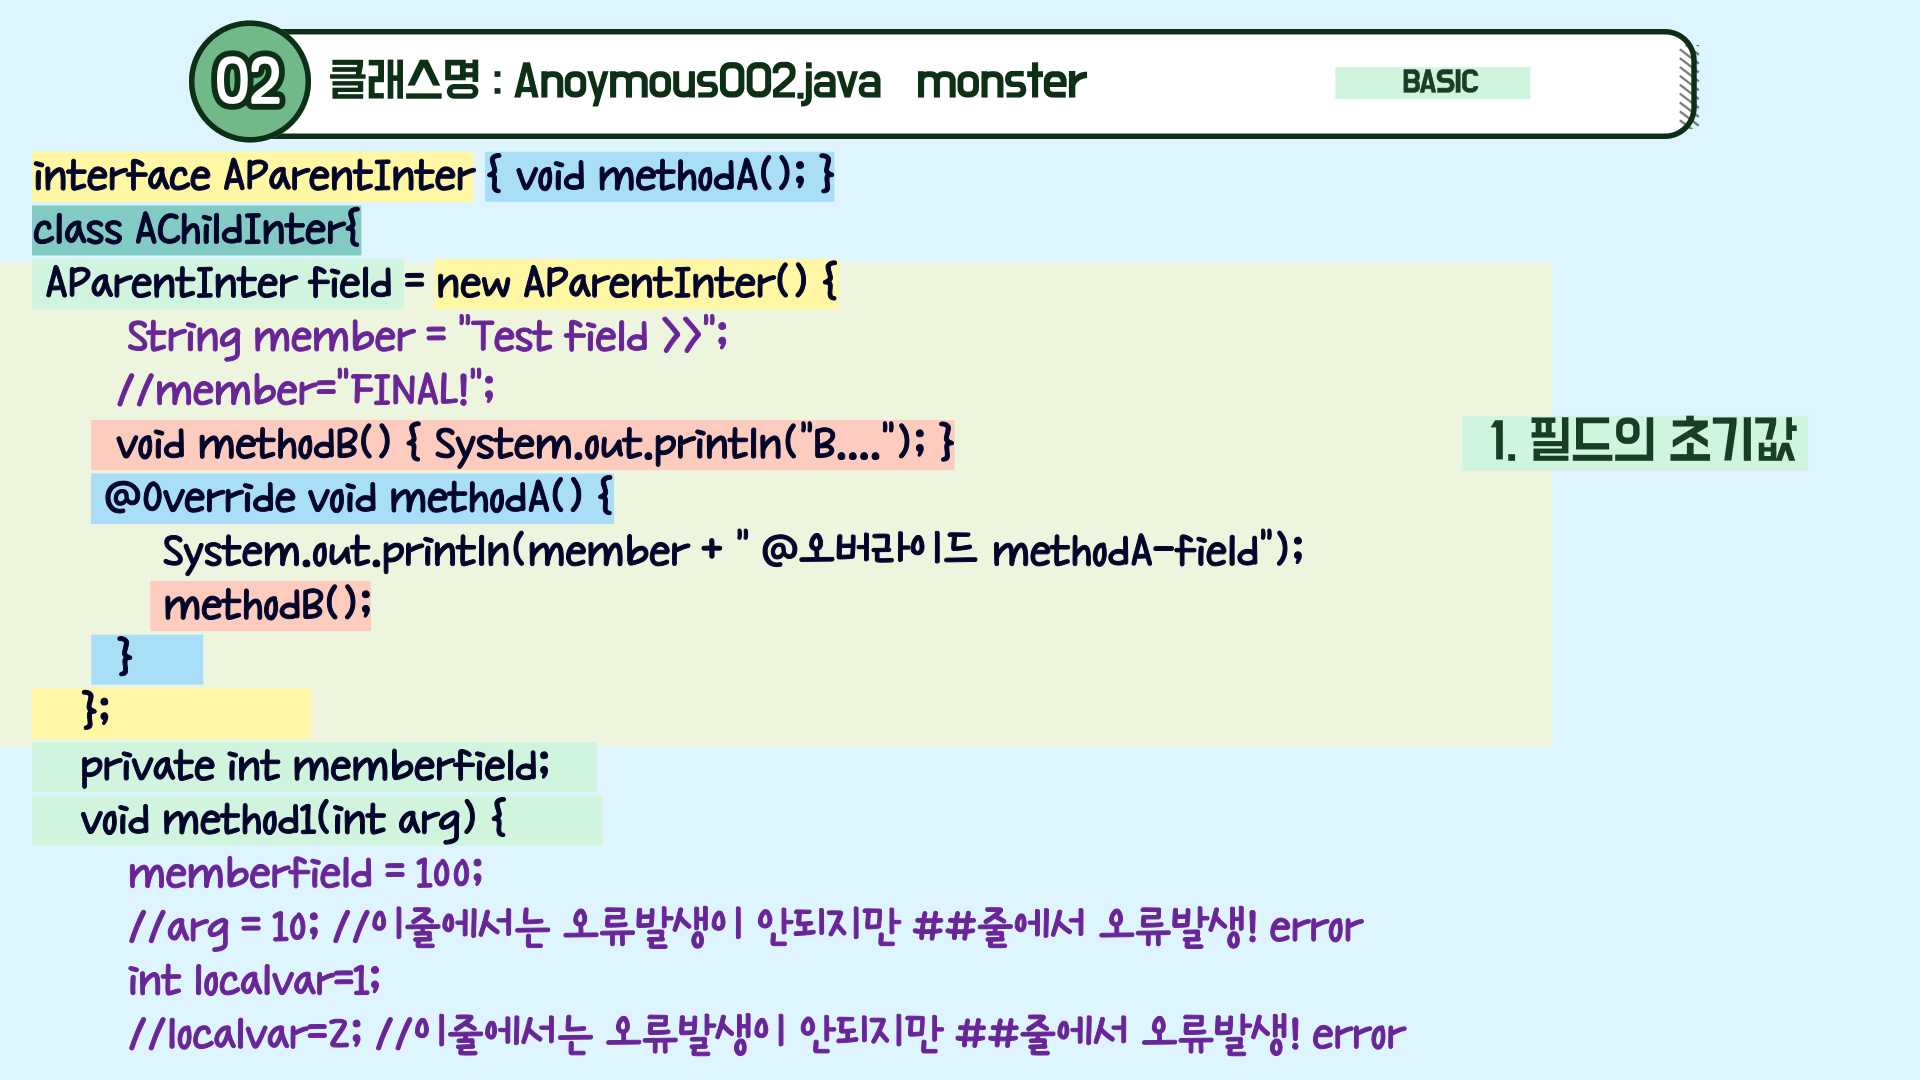 02
클래스명 : Anoymous002.java monster
BASIC
interface AParentInter { void methodA(); }
class AChildInter{
AParentInter field = new AParentInter() {
String member = "Test field >>";
//member="FINAL!";
void methodB() { System.out.println("B...."); }
1. 필드의 초기값
@Override void methodA() {
System.out.println(member + " @오버라이드 methodA-field");
methodB();
}
};
private int memberfield;
void method1(int arg) {
memberfield = 100;
//arg = 10; //이줄에서는 오류발생이 안되지만 ##줄에서 오류발생! error
int localvar=1;
//localvar=2; //이줄에서는 오류발생이 안되지만 ##줄에서 오류발생! error